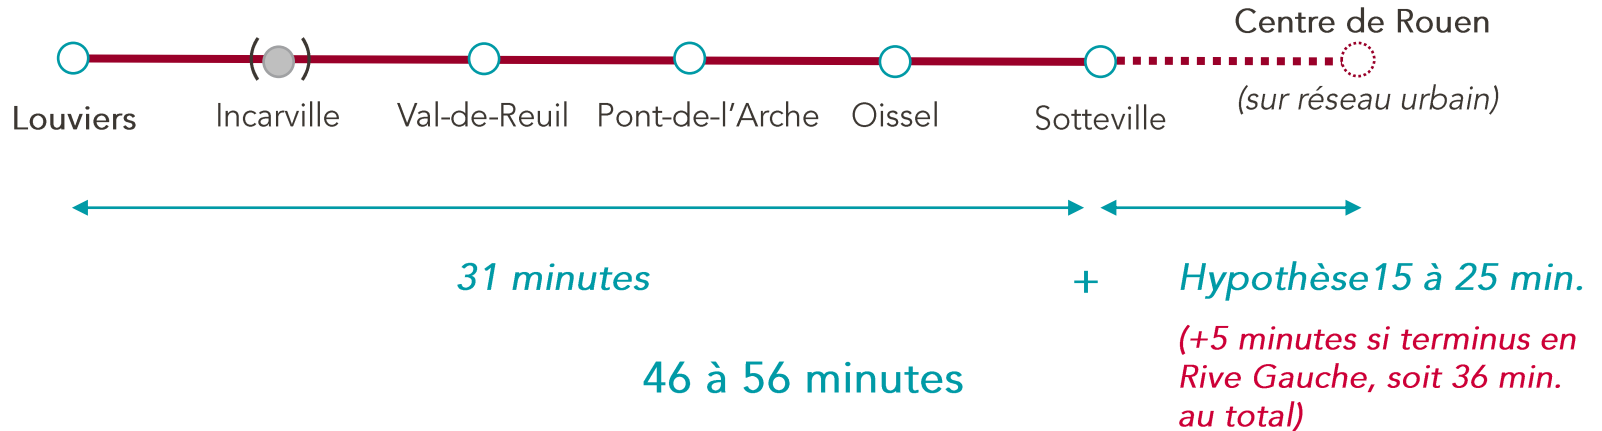 Centre de Rouen
(sur réseau urbain)
( )
Louviers
Incarville
Val-de-Reuil
Pont-de-l'Arche
Oissel
Sotteville
31 minutes
+
Hypothèse15 à 25 min.
(+5 minutes si terminus en
Rive Gauche, soit 36 min.
au total)
46 à 56 minutes